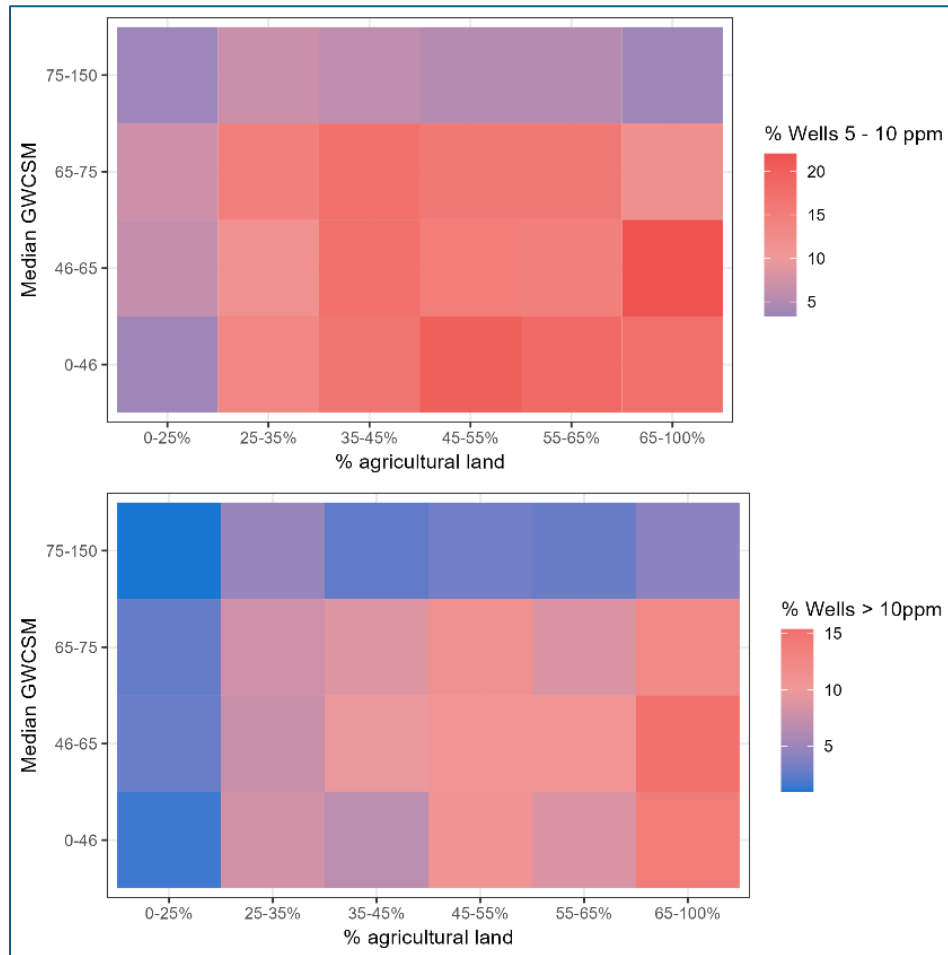 75-150
65-75
46-65
0-46
Median GWCSM
0-25% 25-35% 35-45% 45-55% 55-65% 65-100%
% agricultural land
% Wells 5 - 10 ppm
20
15
10
5
75-150
65-75
46-65
0-46
Median GWCSM
0-25% 25-35% 35-45% 45-55% 55-65% 65-100%
% agricultural land
% Wells > 10ppm
15
10
5